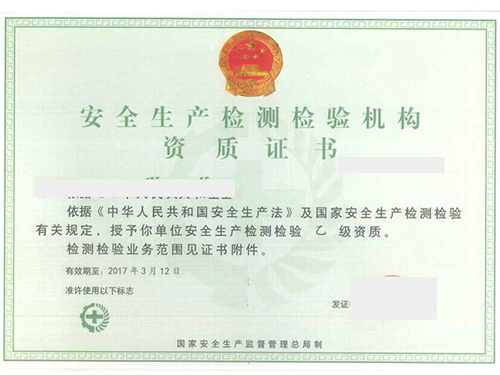 安全生产检测检验机构
资质证书
依据《中华人民共和国安全生产法》及国家安全生产检测检验
有关规定，授予你单位安全生产检测检验 乙 级资质。
检测检验业务范围见证书附件。
有效期至：2017 年 3 月 12 日
准许使用以下标志
发证
国家安全生产监督管理总局制